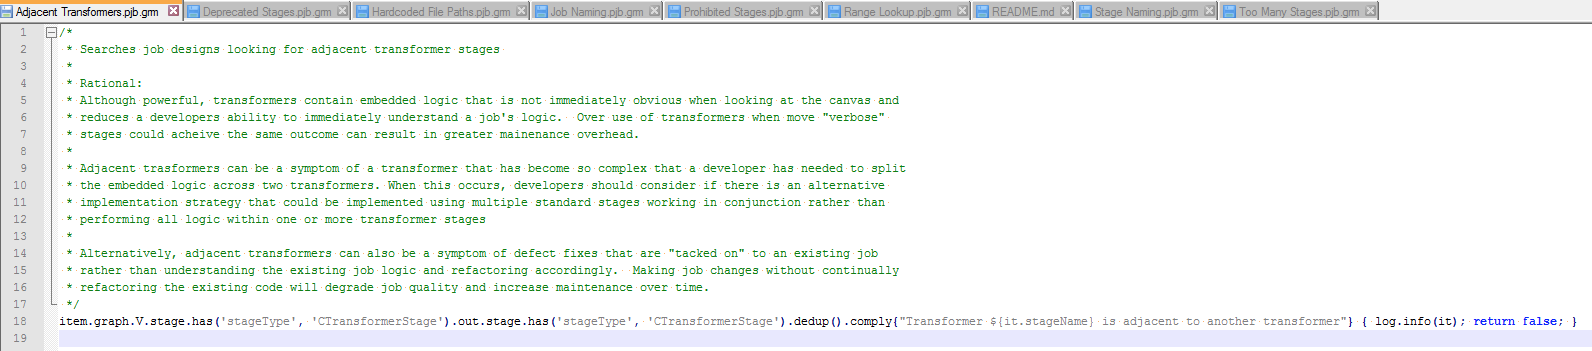 Adjacent Transformers.pjb.grm Deprecated Stages.pjb.grm Hardcoded File Paths.pjb.grm Job Naming.pjb.grm Prohibited Stages.pjb.grm Range Lookup.pjb.grm README.md Stage Naming.pjb.grm Too Many Stages.pjb.grm
1 /*
2 * Searches job designs looking for adjacent transformer stages
3 *
4 * Rational:
5 * Although powerful, transformers contain embedded logic that is not immediately obvious when looking at the canvas and
6 * reduces a developers ability to immediately understand a job's logic.  Over use of transformers when move "verbose"
7 * stages could acheive the same outcome can result in greater mainenance overhead.
8 *
9 * Adjacent trasformers can be a symptom of a transformer that has become so complex that a developer has needed to split
10 * the embedded logic across two transformers. When this occurs, developers should consider if there is an alternative
11 * implementation strategy that could be implemented using multiple standard stages working in conjunction rather than
12 * performing all logic within one or more transformer stages
13 *
14 * Alternatively, adjacent transformers can also be a symptom of defect fixes that are "tacked on" to an existing job
15 * rather than understanding the existing job logic and refactoring accordingly.  Making job changes without continually
16 * refactoring the existing code will degrade job quality and increase maintenance over time.
17 */
18 item.graph.V.stage.has('stageType', 'CTransformerStage').out.stage.has('stageType', 'CTransformerStage').dedup().comply{"Transformer ${it.stageName} is adjacent to another transformer"} { log.info(it); return false; }
19